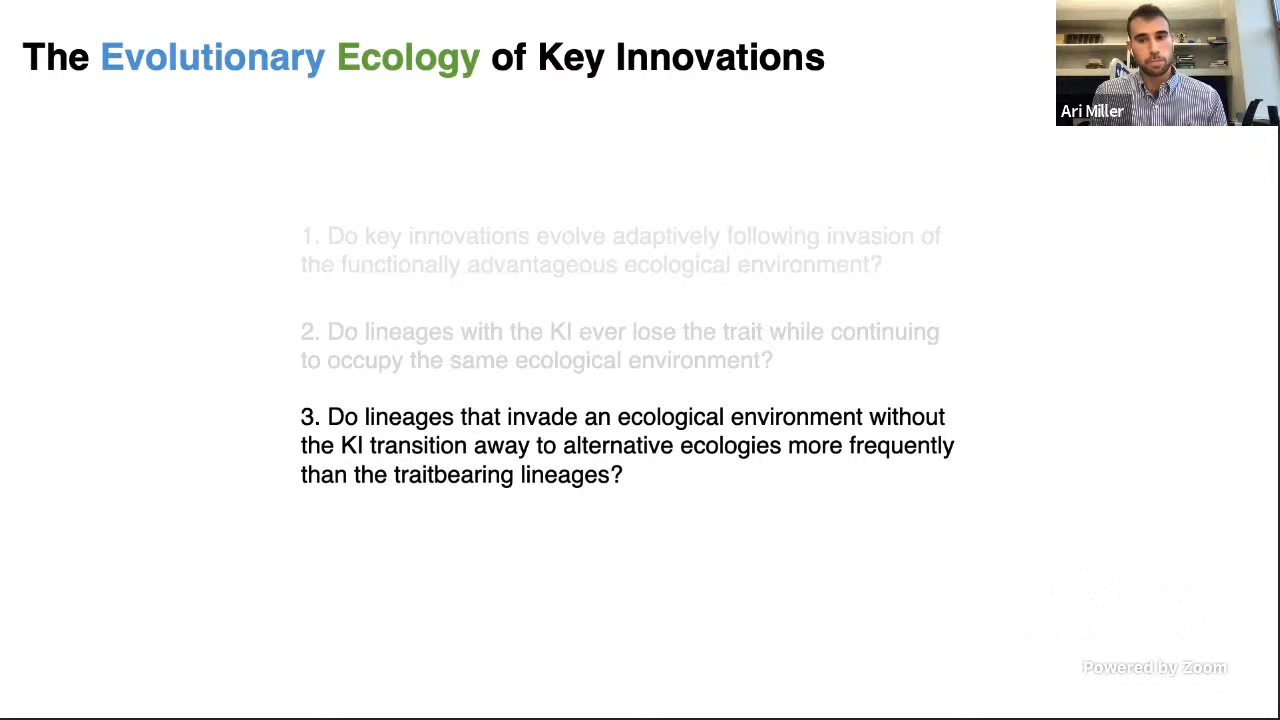 The Evolutionary Ecology of Key Innovations
Ari Miller
1. Do key innovations evolve adaptively following invasion of
the functionally advantageous ecological environment?
2. Do lineages with the KI ever lose the trait while continuing
to occupy the same ecological environment?
3. Do lineages that invade an ecological environment without
the KI transition away to alternative ecologies more frequently
than the traitbearing lineages?
Powered by Zoom